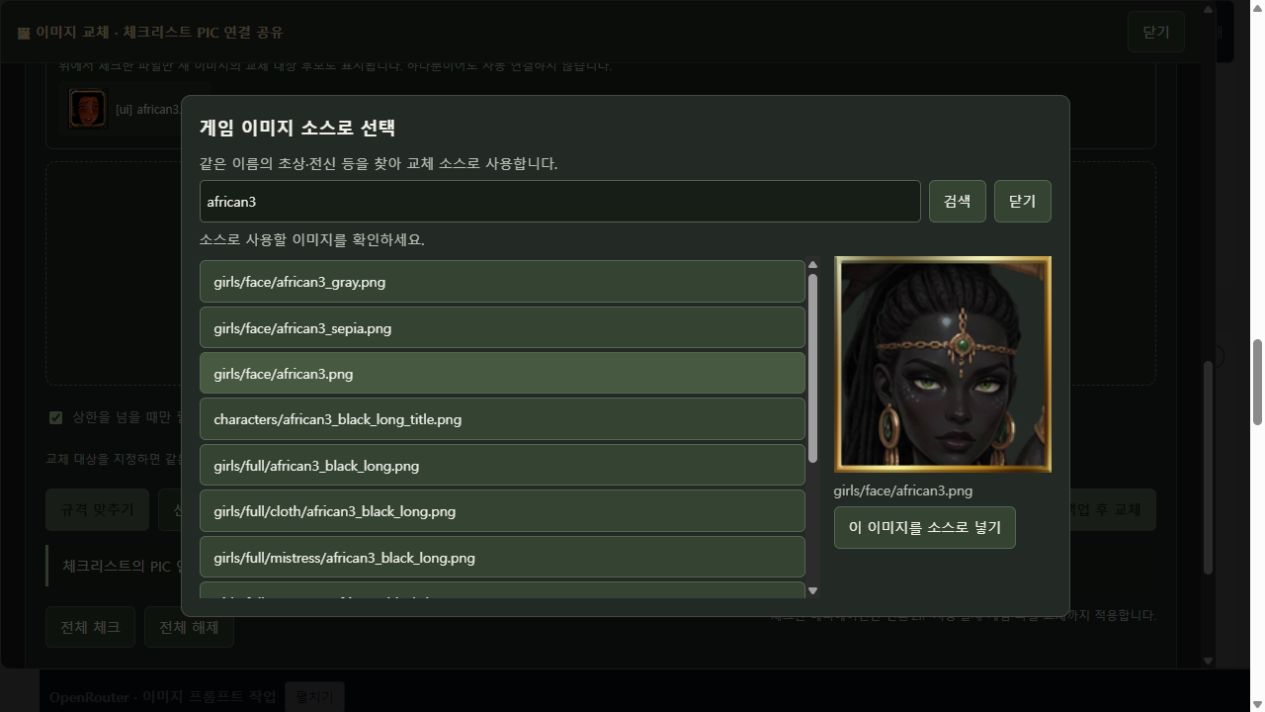 이미지 교체 · 체크리스트 PIC 연결 공유
닫기
[ui] african3.
게임 이미지 소스로 선택
같은 이름의 초상·전신 등을 찾아 교체 소스로 사용합니다.
african3
검색
닫기
소스로 사용할 이미지를 확인하세요.
girls/face/african3_gray.png
girls/face/african3_sepia.png
girls/face/african3.png
characters/african3_black_long_title.png
girls/full/african3_black_long.png
girls/full/cloth/african3_black_long.png
girls/full/mistress/african3_black_long.png
girls/face/african3.png
이 이미지를 소스로 넣기
상한을 넘을 때만
교체 대상을 지정하면
규격 맞추기
후 교체
체크리스트의 PIC
전체 체크
전체 해제
적용합니다.
OpenRouter · 이미지 프롬프트 작업
펼치기